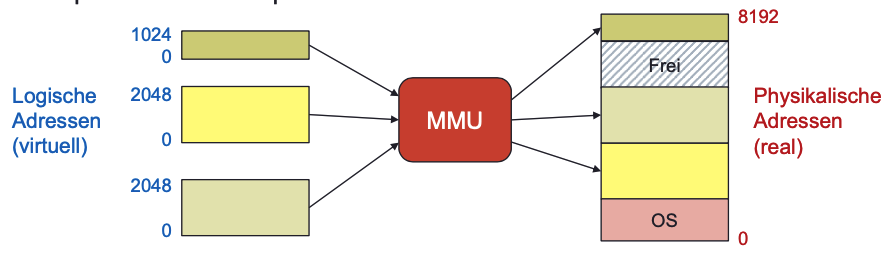 1024
0
Logische
Adressen
(virtuell)
2048
0
2048
0
MMU
Frei
OS
8192
Physikalische
Adressen
(real)
0